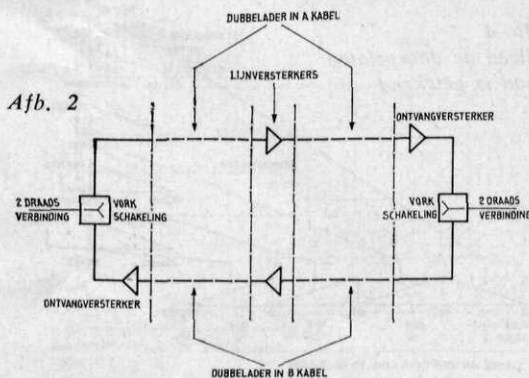 DUBBELADER IN A KABEL
LIJNVERSTERKERS
Afb. 2
ONTVANGVERSTERKER
2 DRAADS
VERBINDING
VORK
SCHAKELING
VORK
SCHAKELING
2 DRAADS
VERBINDING
ONTVANGVERSTERKER
DUBBELADER IN B KABEL